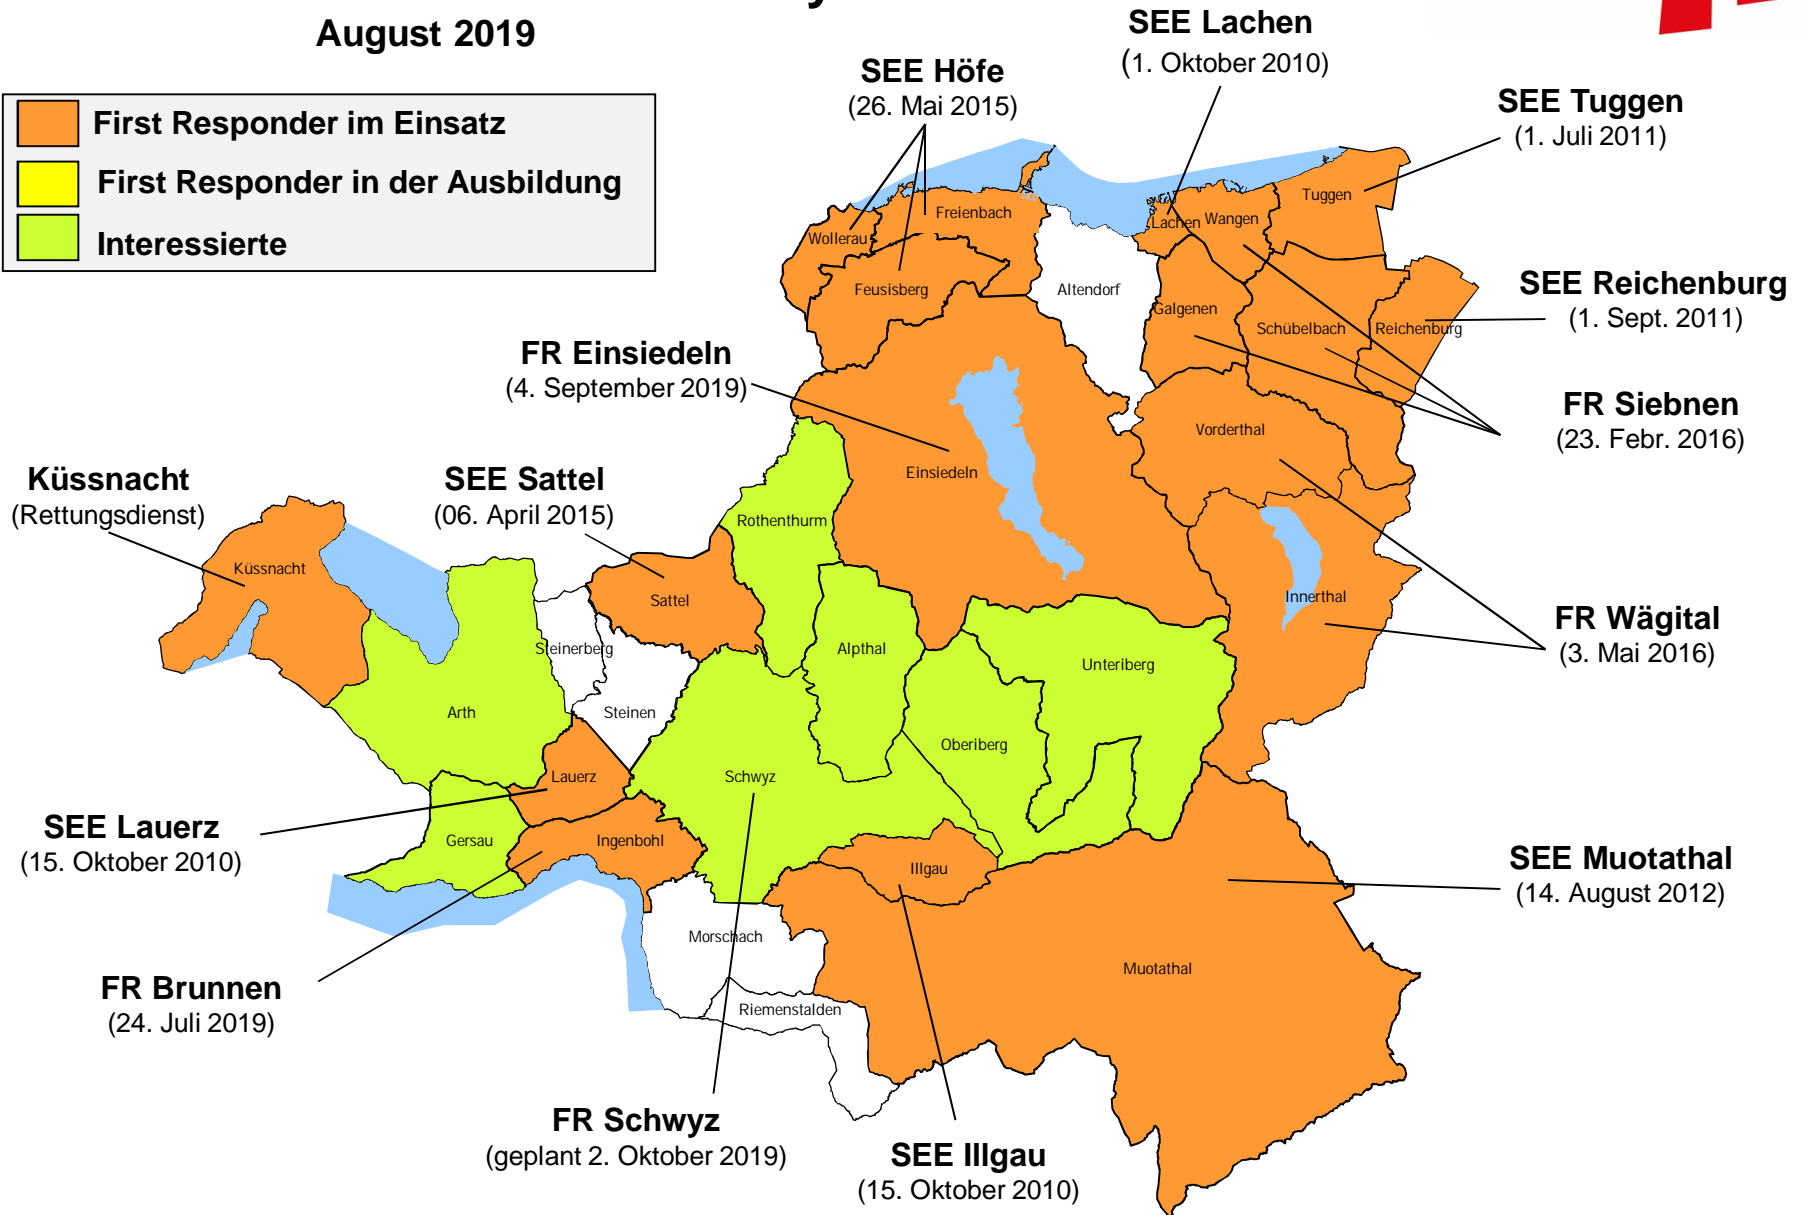 August 2019
First Responder im Einsatz
First Responder in der Ausbildung
Interessierte
SEE Lachen
(1. Oktober 2010)
SEE Höfe
(26. Mai 2015)
SEE Tuggen
(1. Juli 2011)
SEE Reichenburg
(1. Sept. 2011)
FR Einsiedeln
(4. September 2019)
FR Siebnen
(23. Febr. 2016)
Küssnacht
(Rettungsdienst)
SEE Sattel
(06. April 2015)
FR Wägital
(3. Mai 2016)
SEE Lauerz
(15. Oktober 2010)
SEE Muotathal
(14. August 2012)
FR Brunnen
(24. Juli 2019)
FR Schwyz
(geplant 2. Oktober 2019)
SEE Illgau
(15. Oktober 2010)
Tuggen
Freienbach
Lachen
Wangen
Wollerau
Feusisberg
Altendorf
Galgenen
Schübelbach
Reichenburg
Vorderthal
Einsiedeln
Rothenthurm
Küssnacht
Sattel
Innerthal
Steinerberg
Alpthal
Unteriberg
Arth
Steinen
Oberiberg
Lauerz
Schwyz
Gersau
Ingenbohl
Illgau
Morschach
Muotathal
Riemenstalden